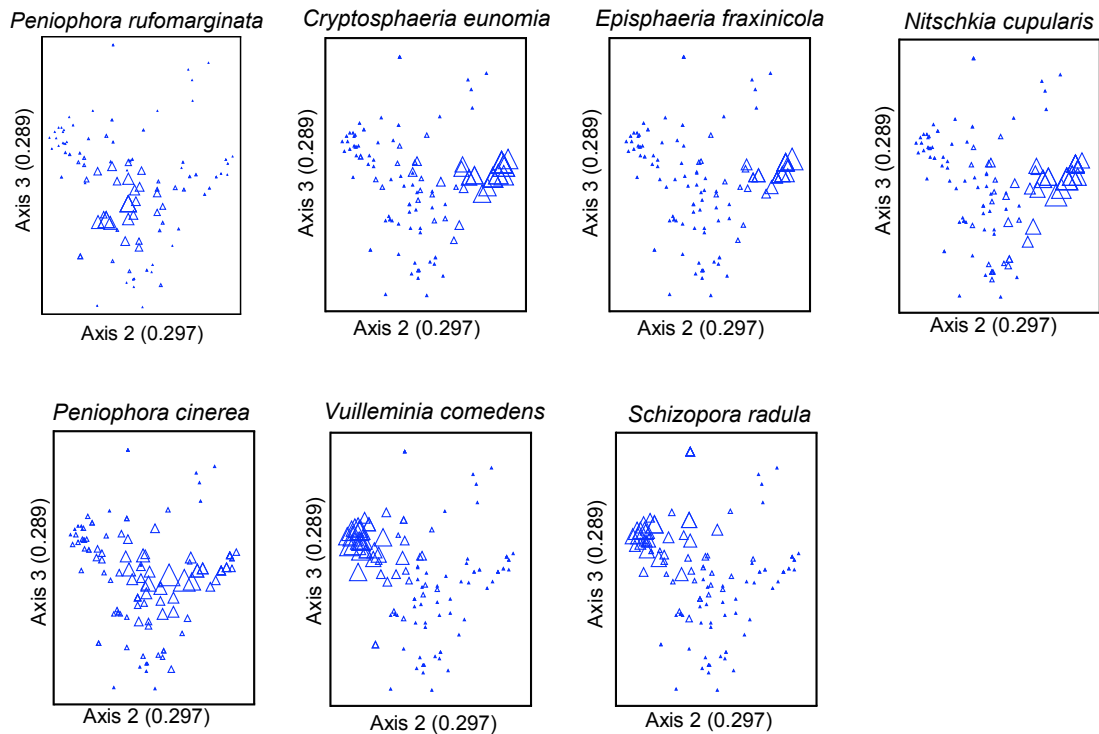 Peniophora rufomarginata
Cryptosphaeria eunomia
Episphaeria fraxinicola
Nitschkia cupularis
Axis 3 (0.289)
Axis 3 (0.289)
Axis 3 (0.289)
Axis 3 (0.289)
Axis 2 (0.297)
Axis 2 (0.297)
Axis 2 (0.297)
Axis 2 (0.297)
Peniophora cinerea
Vuilleminia comedens
Schizopora radula
Axis 3 (0.289)
Axis 3 (0.289)
Axis 3 (0.289)
Axis 2 (0.297)
Axis 2 (0.297)
Axis 2 (0.297)